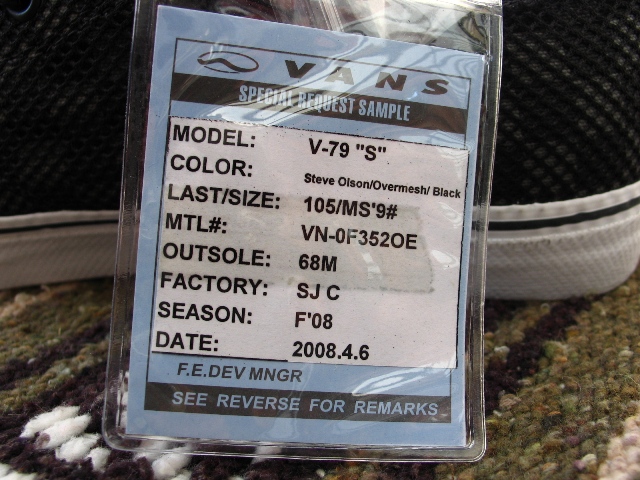 VANS
SPECIAL REQUEST SAMPLE
MODEL: V-79 "S"
COLOR: Steve Olson/Overmesh/ Black
LAST/SIZE: 105/MS'9#
MTL#: VN-0F352OE
OUTSOLE: 68M
FACTORY: SJ C
SEASON: F'08
DATE: 2008.4.6
F.E.DEV MNGR
SEE REVERSE FOR REMARKS